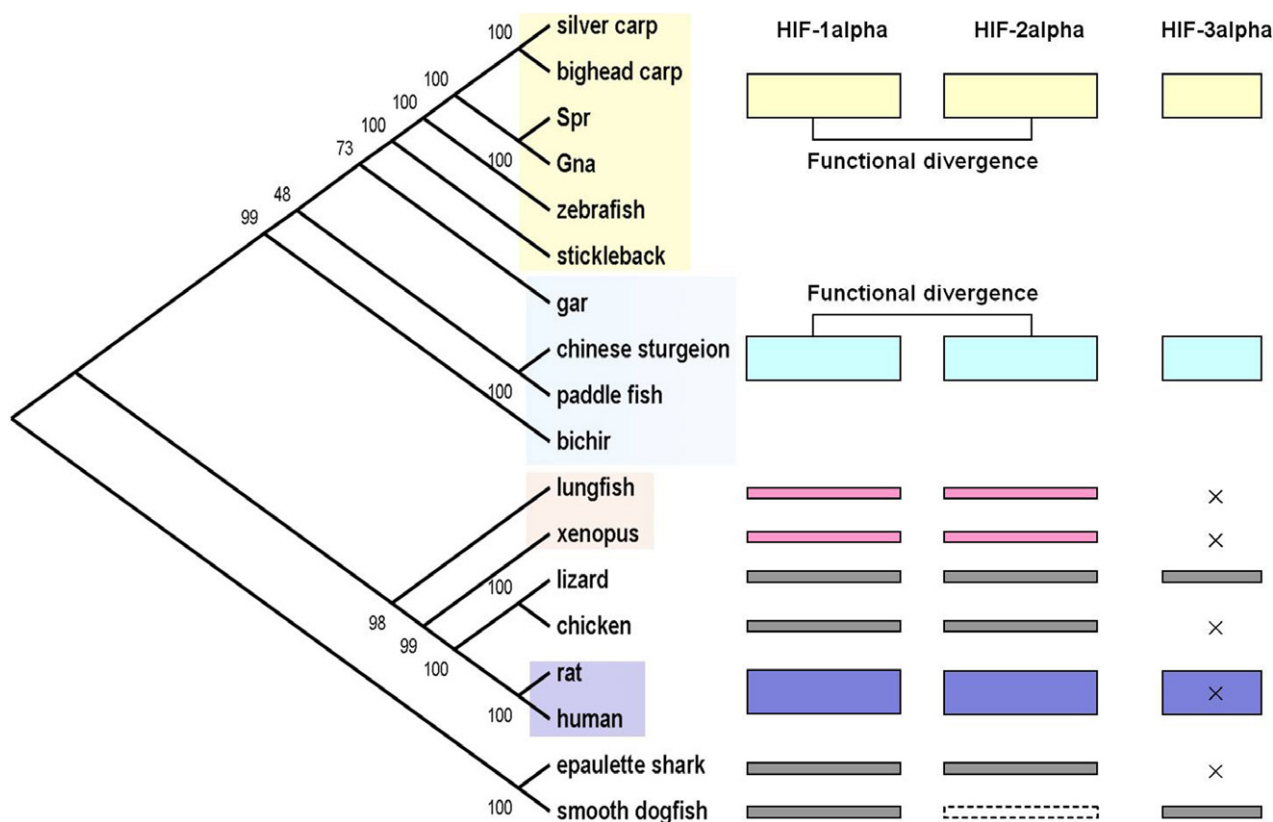 HIF-1alpha HIF-2alpha HIF-3alpha
100 silver carp
bighead carp
100
100 Spr
100
Functional divergence
73 100 Gna
48 zebrafish
99
stickleback
gar
Functional divergence
chinese sturgeion
100 paddle fish
bichir
lungfish ×
xenopus ×
100 lizard
98 chicken ×
99
100 rat
×
100 human
epaulette shark ×
100 smooth dogfish